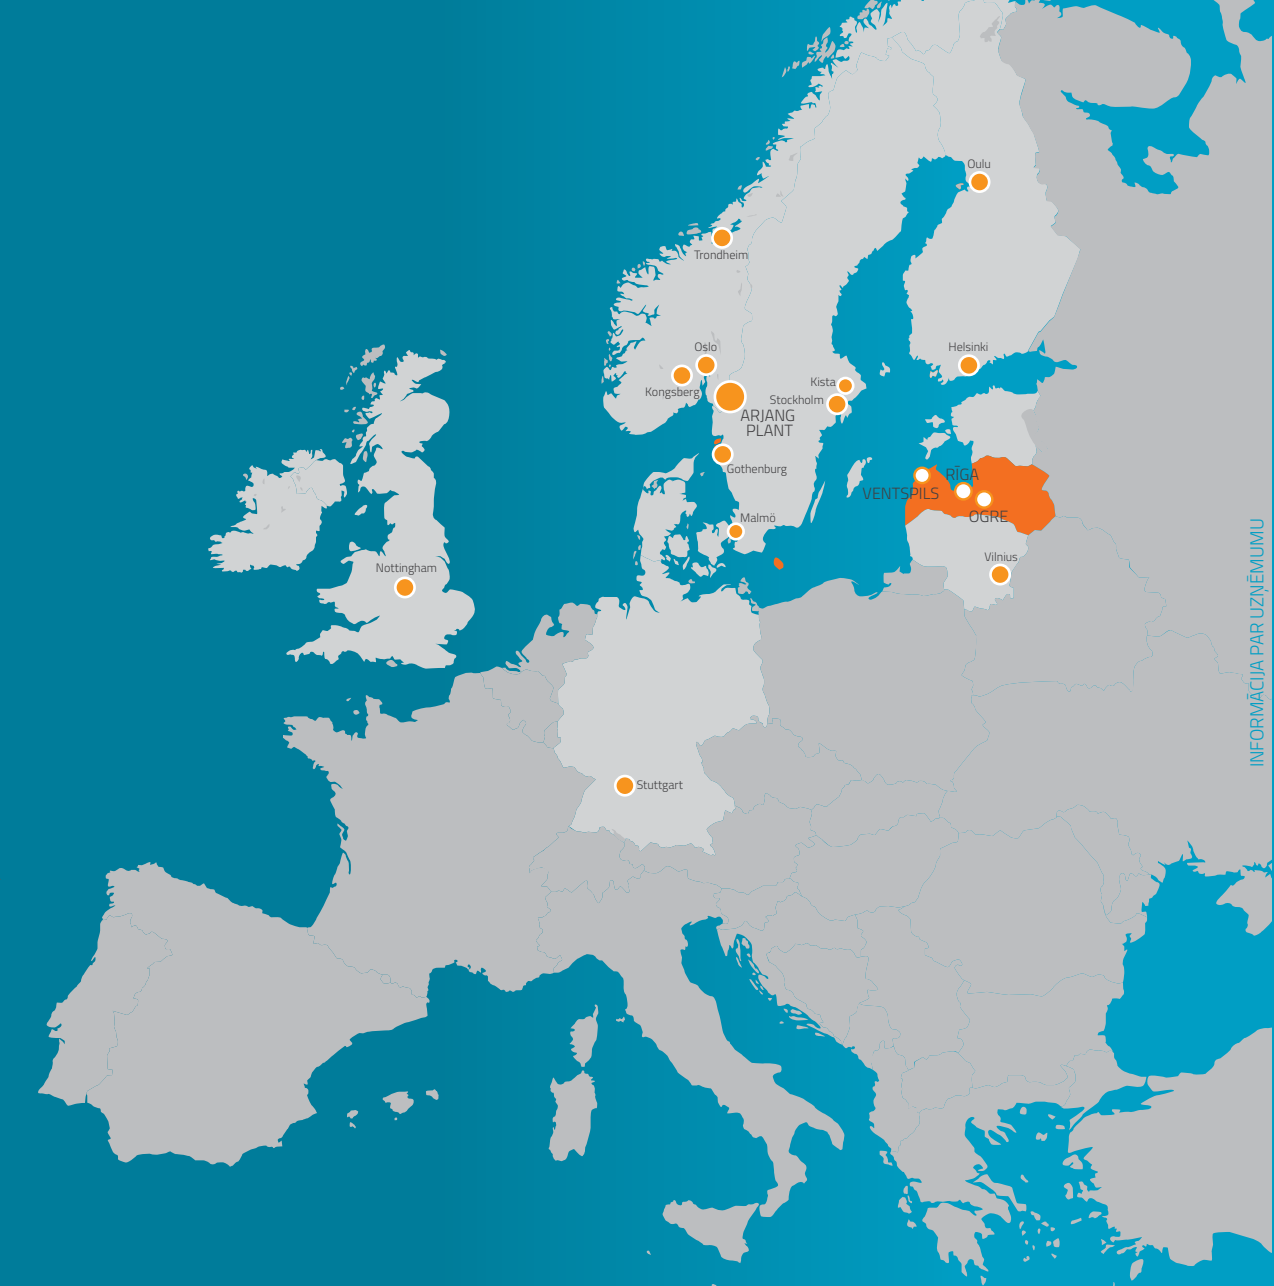 Oulu
Trondheim
Oslo
Helsinki
Kongsberg
Kista
Stockholm
ARJANG
PLANT
Gothenburg
RĪGA
VENTSPILS
OGRE
Malmö
Vilnius
Nottingham
Stuttgart
INFORMĀCIJA PAR UZŅĒMUMU